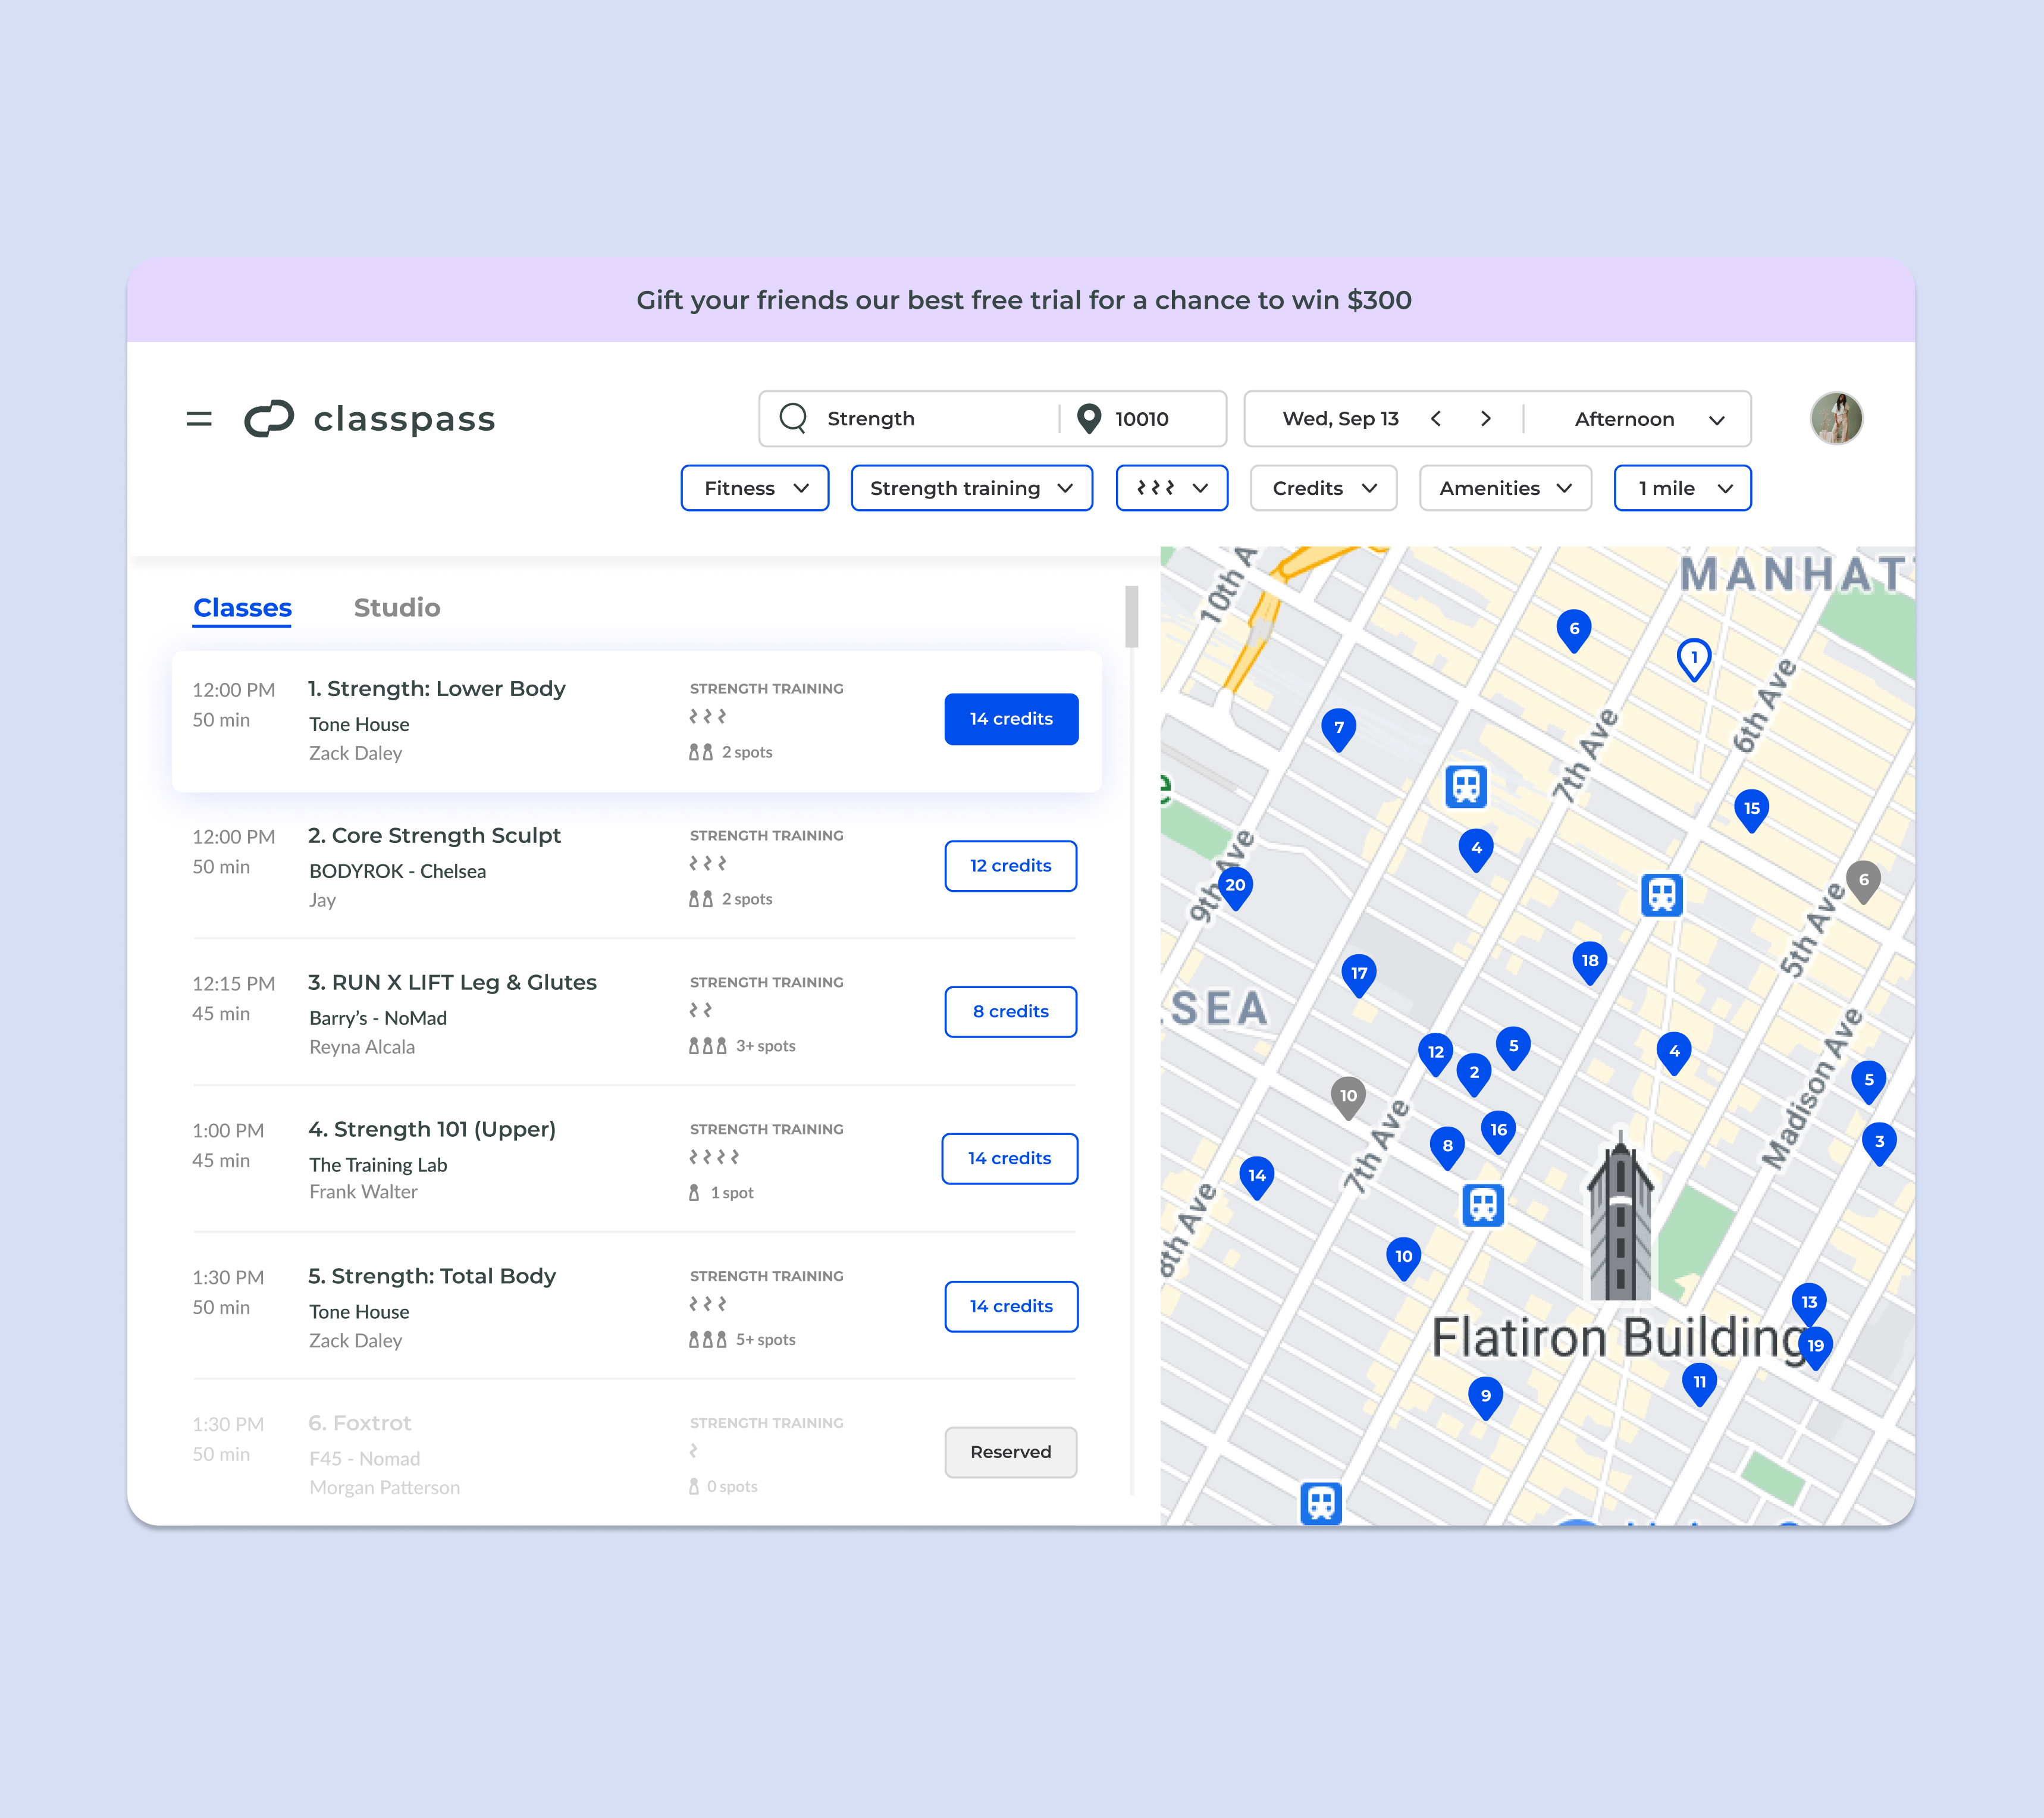 Gift your friends our best free trial for a chance to win $300
classpass
Strength
10010
Wed, Sep 13
Afternoon
Fitness
Strength training
Credits
Amenities
1 mile
Classes
Studio
12:00 PM
50 min
1. Strength: Lower Body
Tone House
Zack Daley
STRENGTH TRAINING
2 spots
14 credits
12:00 PM
50 min
2. Core Strength Sculpt
BODYROK - Chelsea
Jay
STRENGTH TRAINING
2 spots
12 credits
12:15 PM
45 min
3. RUN X LIFT Leg & Glutes
Barry’s - NoMad
Reyna Alcala
STRENGTH TRAINING
3+ spots
8 credits
1:00 PM
45 min
4. Strength 101 (Upper)
The Training Lab
Frank Walter
STRENGTH TRAINING
1 spot
14 credits
1:30 PM
50 min
5. Strength: Total Body
Tone House
Zack Daley
STRENGTH TRAINING
5+ spots
14 credits
1:30 PM
50 min
6. Foxtrot
F45 - Nomad
Morgan Patterson
STRENGTH TRAINING
0 spots
Reserved
10th A
MANHAT
6
1
6th Ave
7
7th Ave
15
4
9th Ave
20
6
5th Ave
18
17
SEA
12
2
5
4
Madison Ave
5
10
7th Ave
8
16
3
14
8th Ave
10
13
Flatiron Building
19
11
9